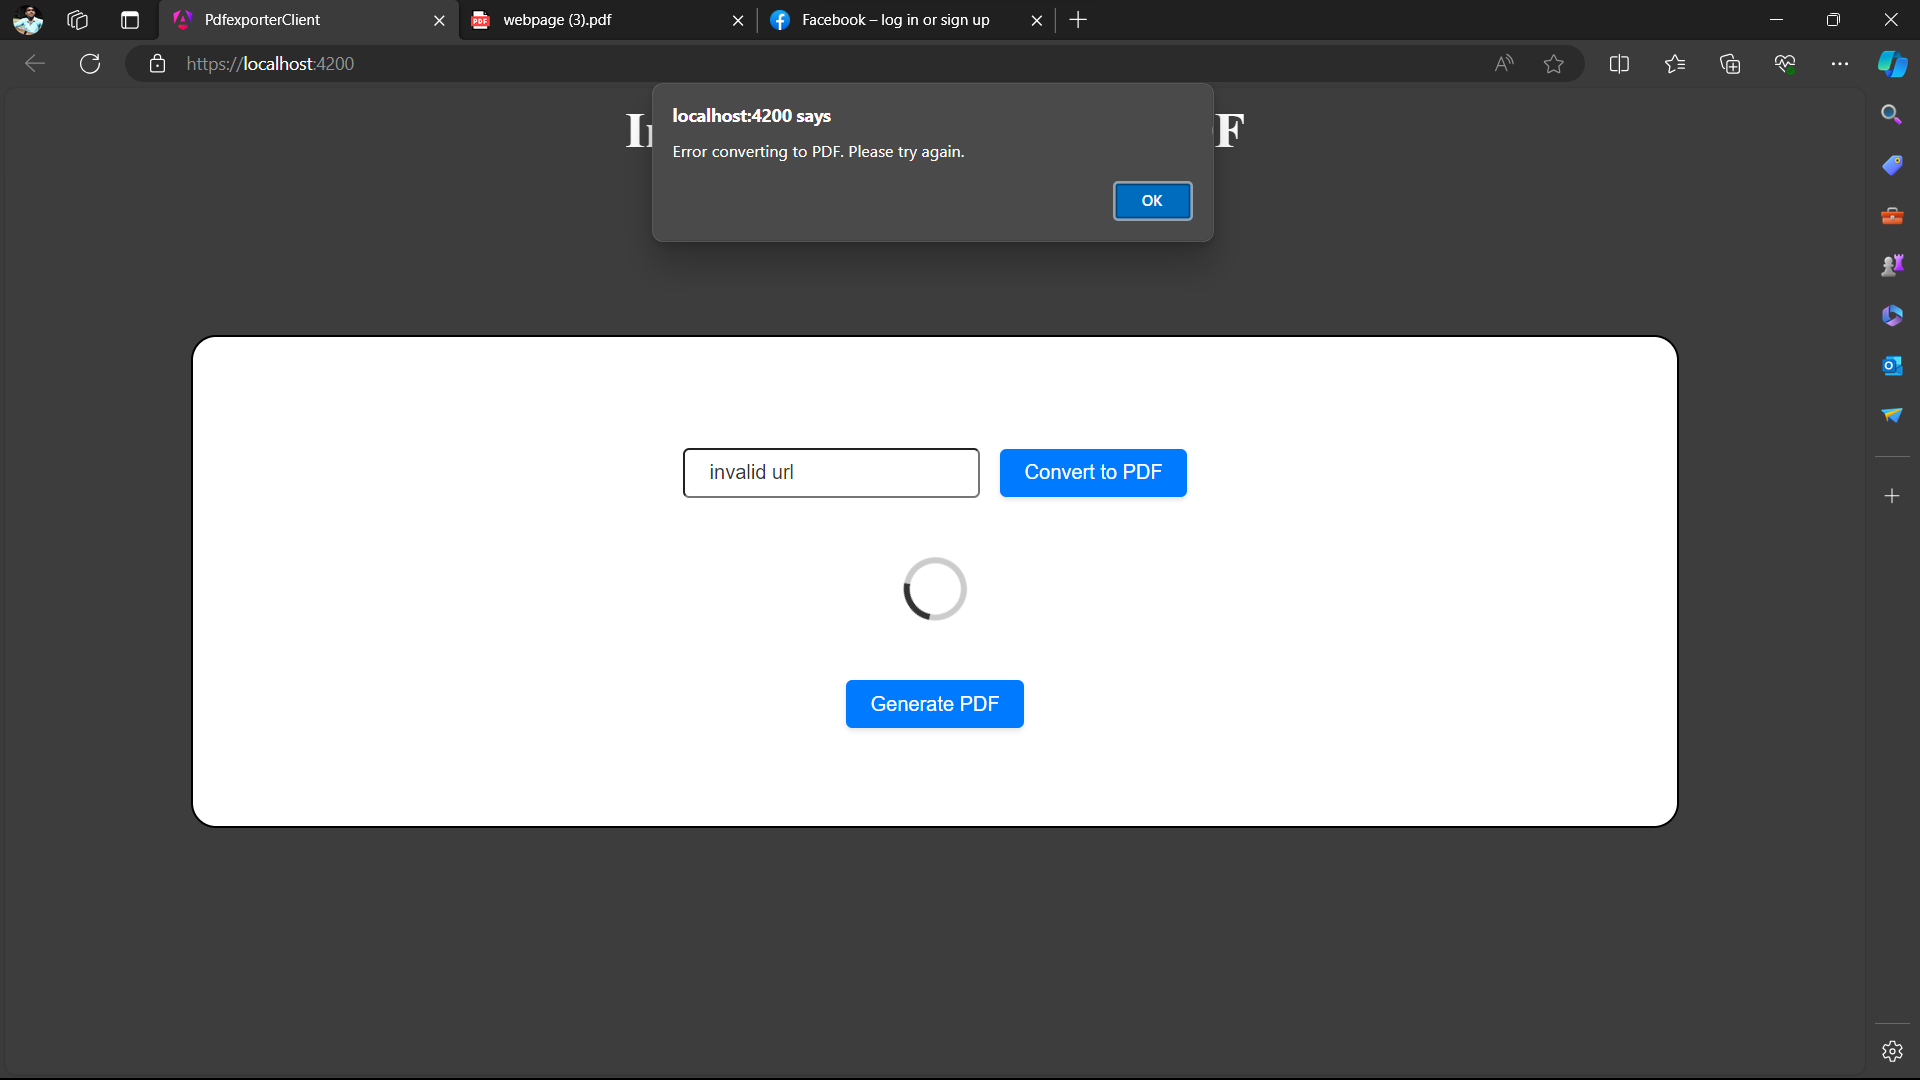 PdfexporterClient
webpage (3).pdf
Facebook – log in or sign up
https://localhost:4200
localhost:4200 says
Error converting to PDF. Please try again.
OK
invalid url
Convert to PDF
Generate PDF